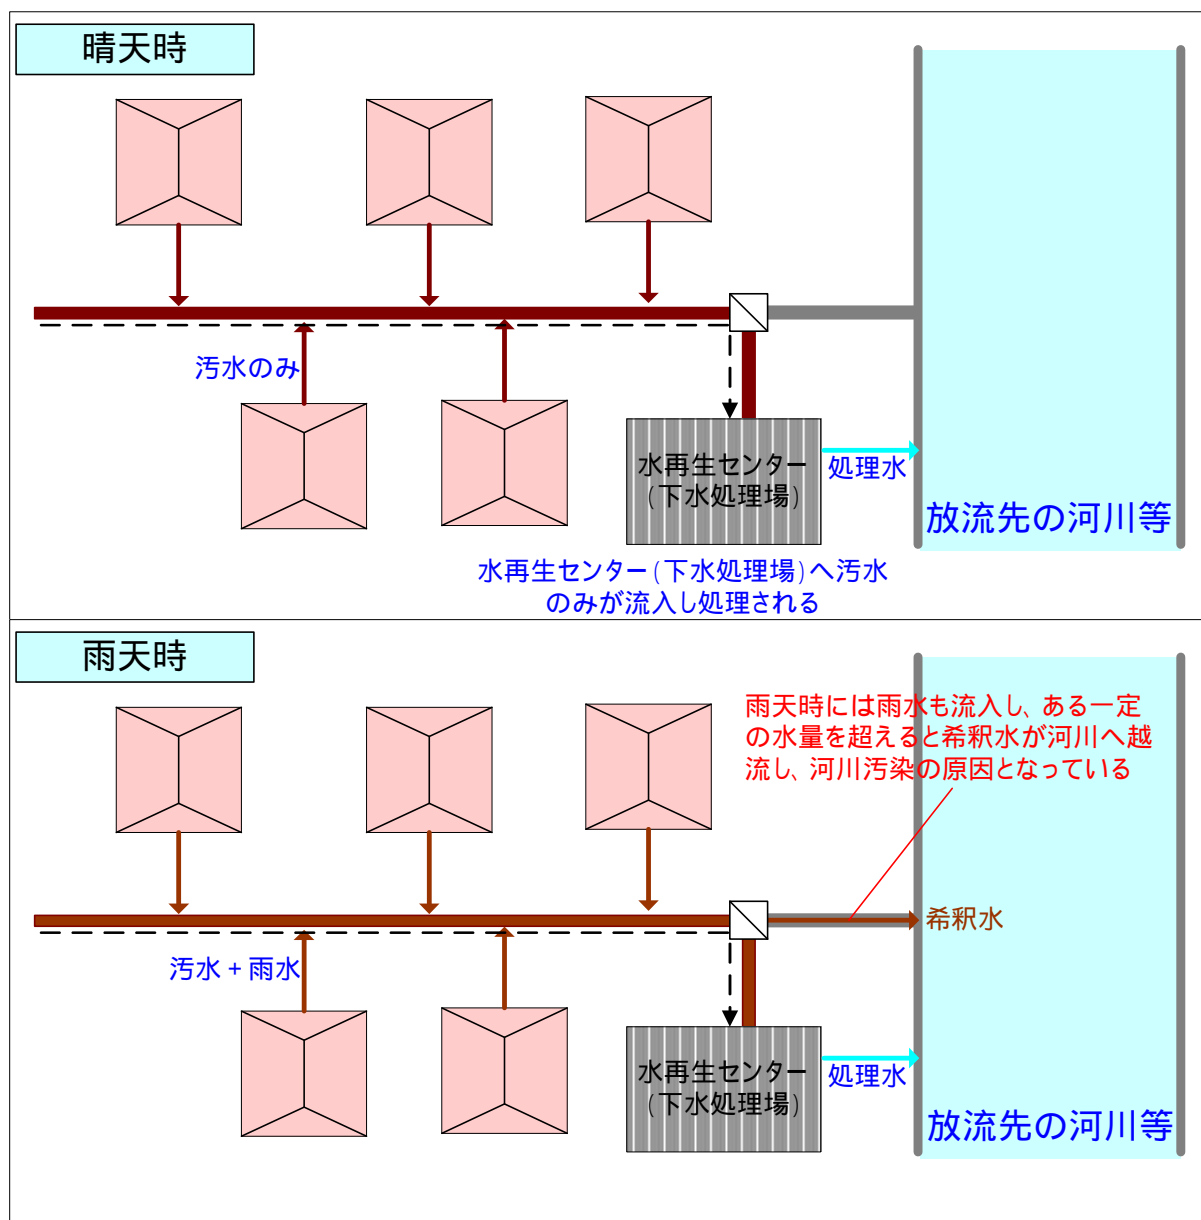 晴天時
汚水のみ
水再生センター
(下水処理場)
処理水
放流先の河川等
水再生センター(下水処理場)へ汚水
のみが流入し処理される
雨天時
雨天時には雨水も流入し、ある一定
の水量を超えると希釈水が河川へ越
流し、河川汚染の原因となっている
希釈水
汚水+雨水
水再生センター
(下水処理場)
処理水
放流先の河川等